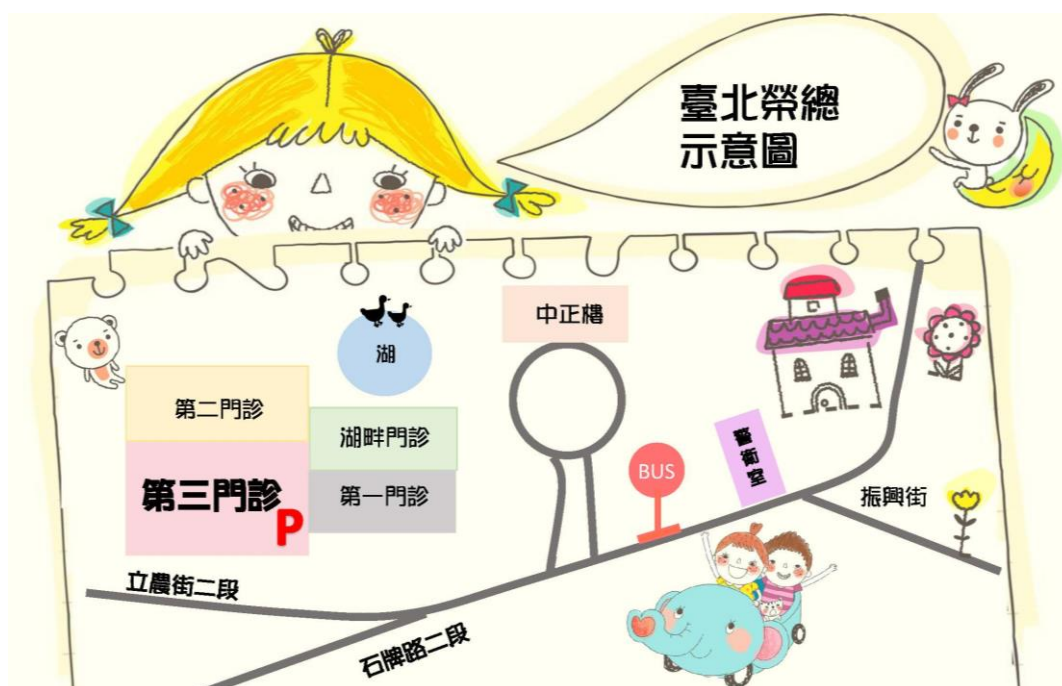 臺北榮總
示意圖
中正樓
湖
第二門診
湖畔門診
第三門診
P
第一門診
BUS
警衛室
振興街
立農街二段
石牌路二段